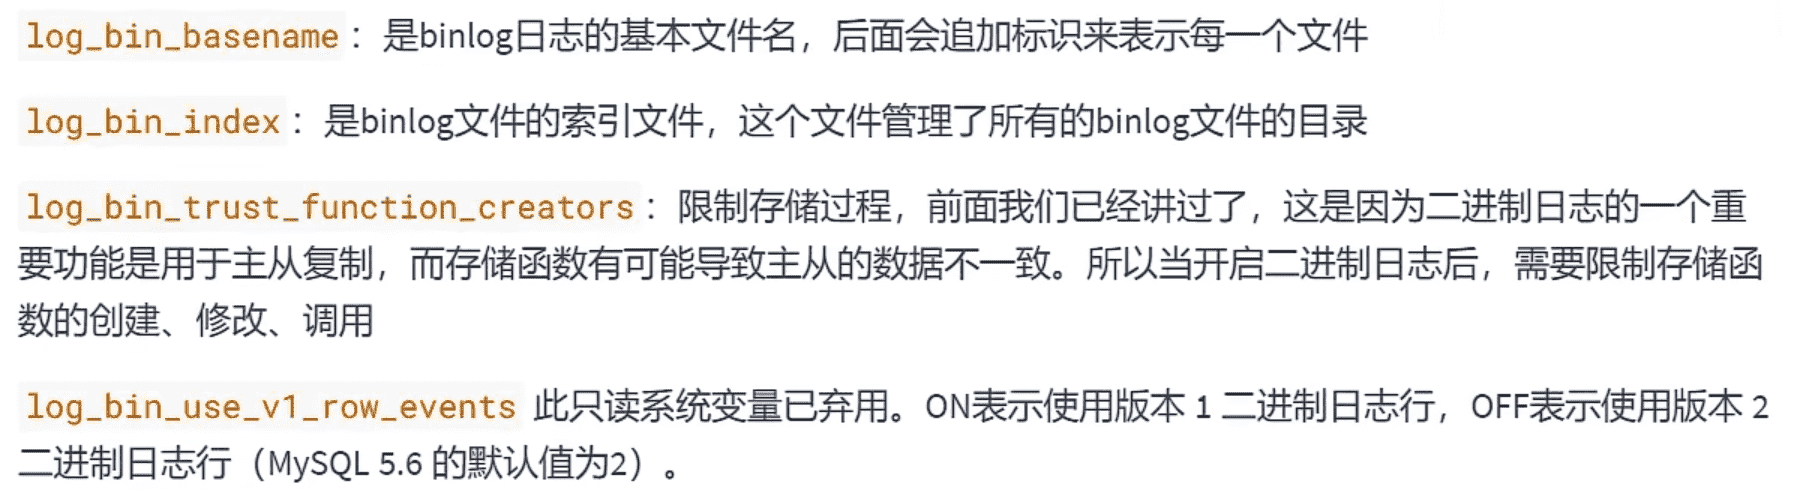 log_bin_basename：是binlog日志的基本文件名，后面会追加标识来表示每一个文件
log_bin_index：是binlog文件的索引文件，这个文件管理了所有的binlog文件的目录
log_bin_trust_function_creators：限制存储过程，前面我们已经讲过了，这是因为二进制日志的一个重
要功能是用于主从复制，而存储函数有可能导致主从的数据不一致。所以当开启二进制日志后，需要限制存储函
数的创建、修改、调用
log_bin_use_v1_row_events 此只读系统变量已弃用。ON表示使用版本 1 二进制日志行，OFF表示使用版本 2
二进制日志行（MySQL 5.6 的默认值为2）。